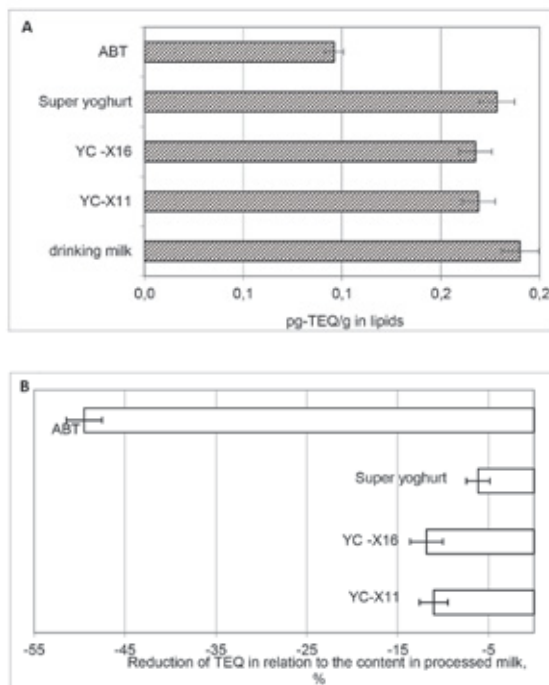 A
ABT
Super yoghurt
YC -X16
YC-X11
drinking milk
0,0 0,1 0,1 0,2 0,2
pg-TEQ/g in lipids
B
ABT
Super yoghurt
YC -X16
YC-X11
-55 -45 -35 -25 -15 -5
Reduction of TEQ in relation to the content in processed milk,
%